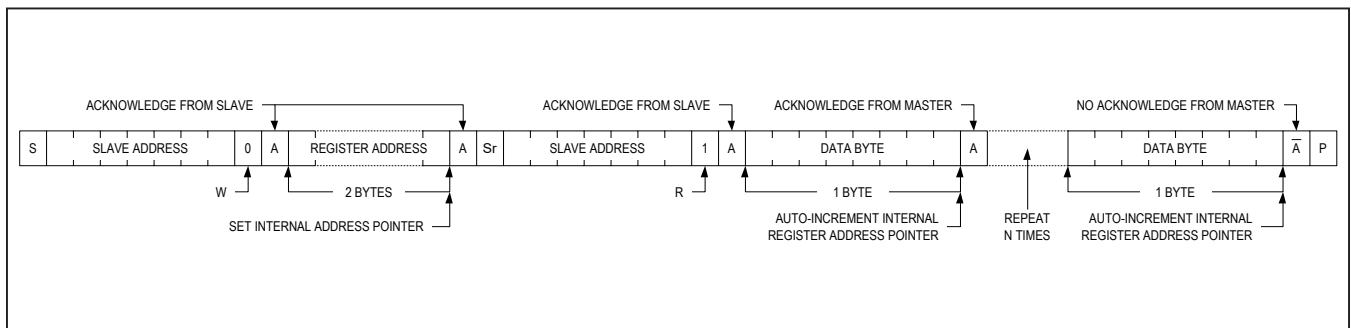 ACKNOWLEDGE FROM SLAVE
ACKNOWLEDGE FROM SLAVE
ACKNOWLEDGE FROM MASTER
NO ACKNOWLEDGE FROM MASTER
S SLAVE ADDRESS 0 A REGISTER ADDRESS A Sr SLAVE ADDRESS 1 A DATA BYTE A DATA BYTE A̅ P
W
2 BYTES
R
1 BYTE
1 BYTE
SET INTERNAL ADDRESS POINTER
AUTO-INCREMENT INTERNAL
REGISTER ADDRESS POINTER
REPEAT
N TIMES
AUTO-INCREMENT INTERNAL
REGISTER ADDRESS POINTER